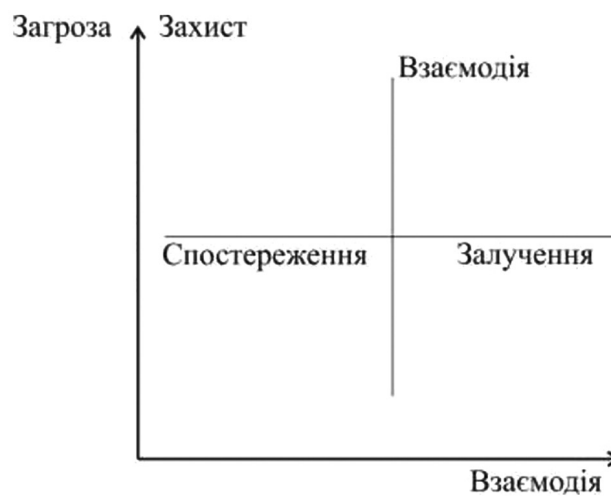 Загроза Захист
Взаємодія
Спостереження Залучення
Взаємодія